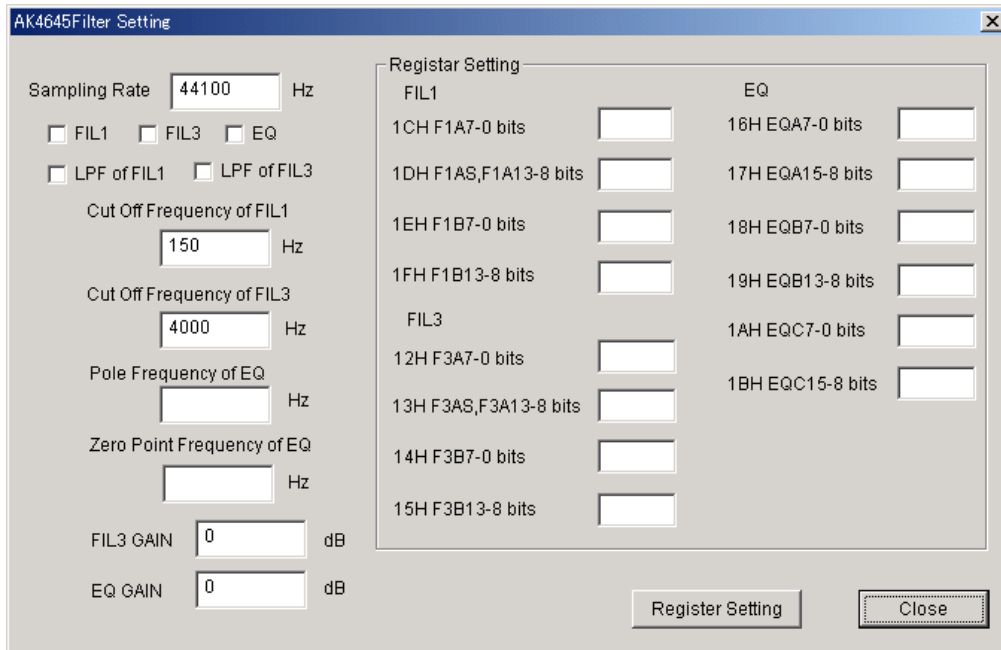 AK4645Filter Setting
Sampling Rate 44100 Hz
FIL1 FIL3 EQ
LPF of FIL1 LPF of FIL3
Cut Off Frequency of FIL1
150 Hz
Cut Off Frequency of FIL3
4000 Hz
Pole Frequency of EQ
Hz
Zero Point Frequency of EQ
Hz
FIL3 GAIN 0 dB
EQ GAIN 0 dB
Registar Setting
FIL1
1CH F1A7-0 bits
1DH F1AS,F1A13-8 bits
1EH F1B7-0 bits
1FH F1B13-8 bits
FIL3
12H F3A7-0 bits
13H F3AS,F3A13-8 bits
14H F3B7-0 bits
15H F3B13-8 bits
EQ
16H EQA7-0 bits
17H EQA15-8 bits
18H EQB7-0 bits
19H EQB13-8 bits
1AH EQC7-0 bits
1BH EQC15-8 bits
Register Setting
Close